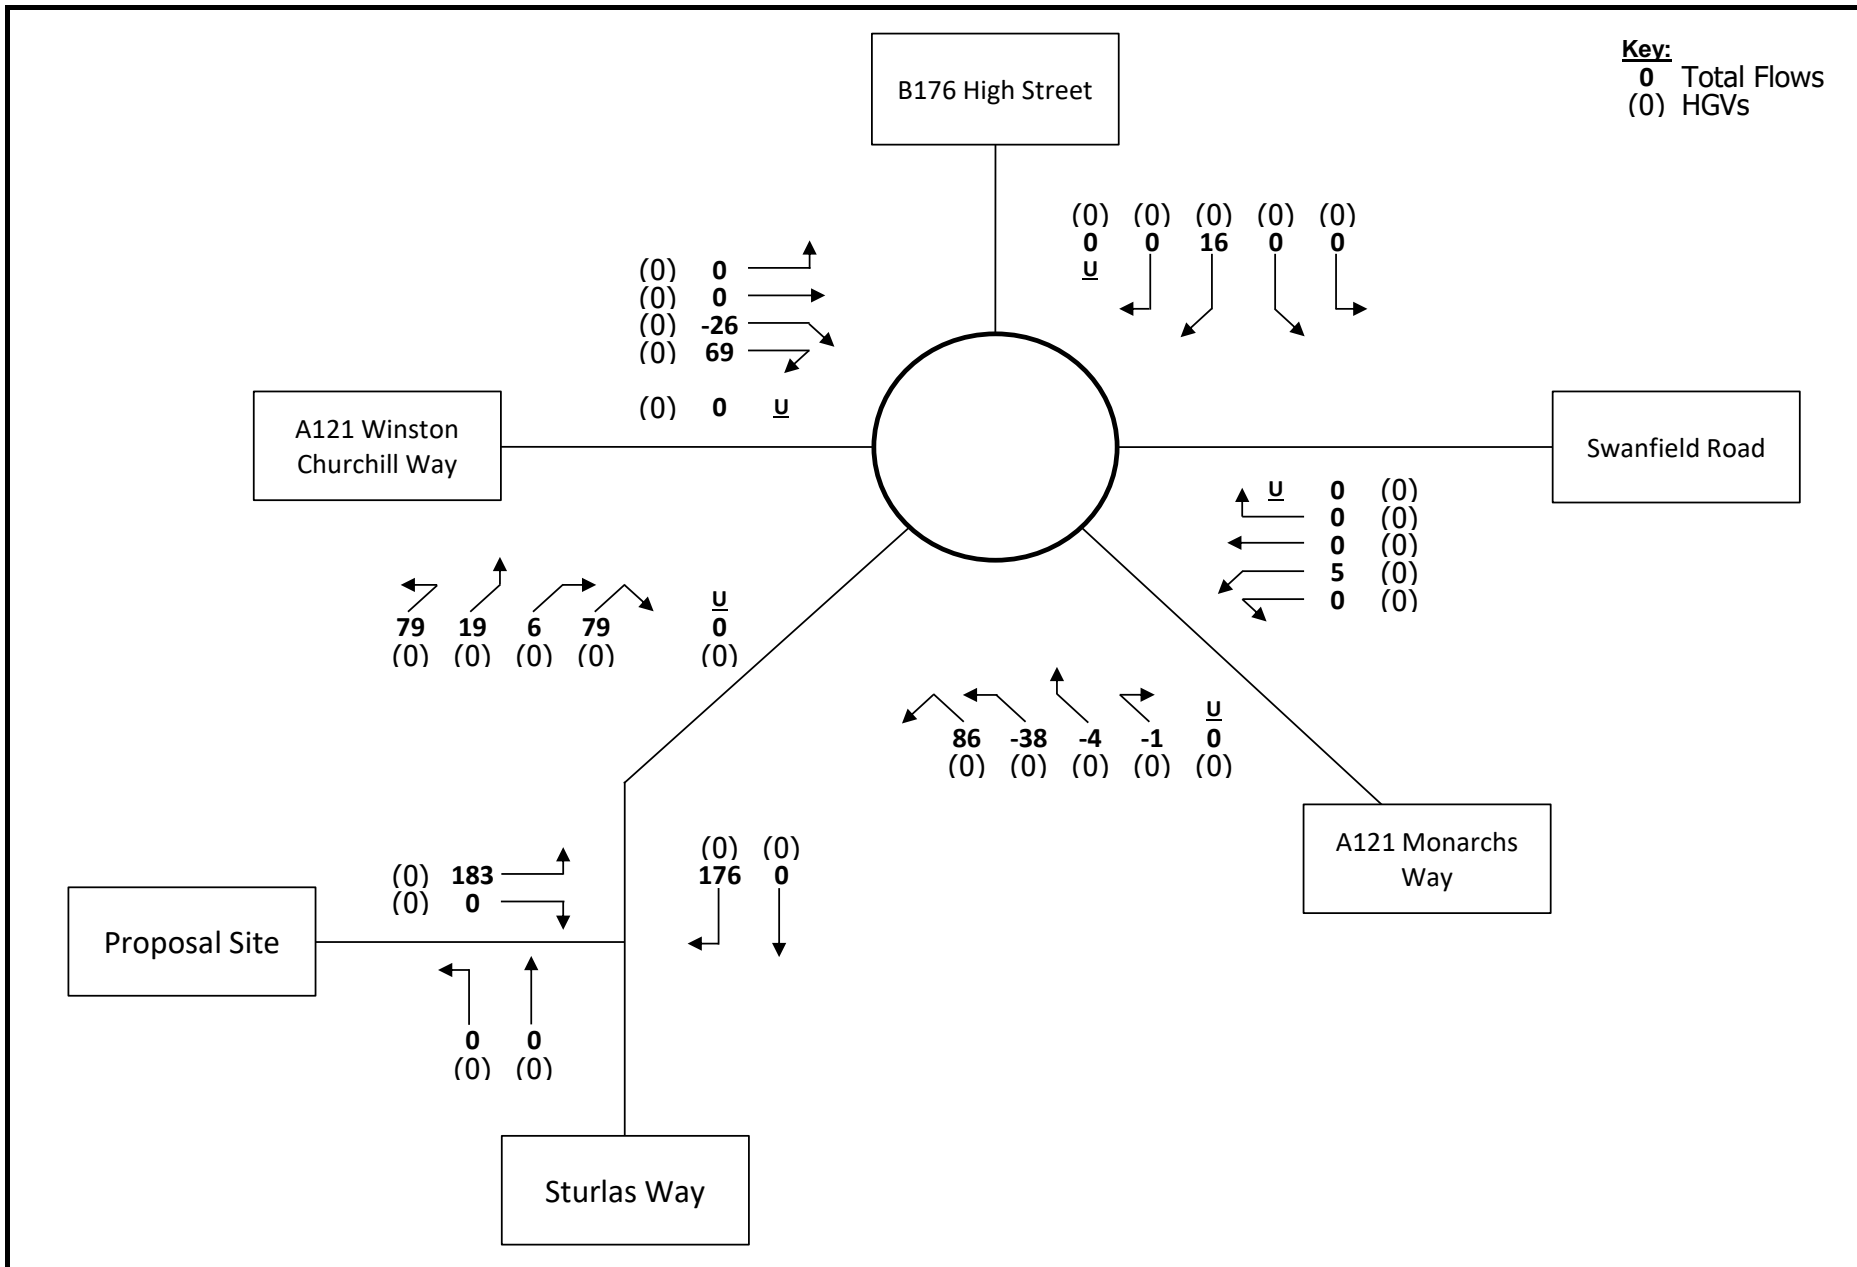 Key:
0 Total Flows
(0) HGVs
B176 High Street
(0) (0) (0) (0) (0)
0 0 16 0 0
U
(0) 0
(0) 0
(0) -26
(0) 69
(0) 0 U
A121 Winston
Churchill Way
Swanfield Road
U 0 (0)
0 (0)
0 (0)
5 (0)
0 (0)
U
79 19 6 79 0
(0) (0) (0) (0) (0)
U
86 -38 -4 -1 0
(0) (0) (0) (0) (0)
A121 Monarchs
Way
(0) (0)
176 0
(0) 183
(0) 0
Proposal Site
0 0
(0) (0)
Sturlas Way